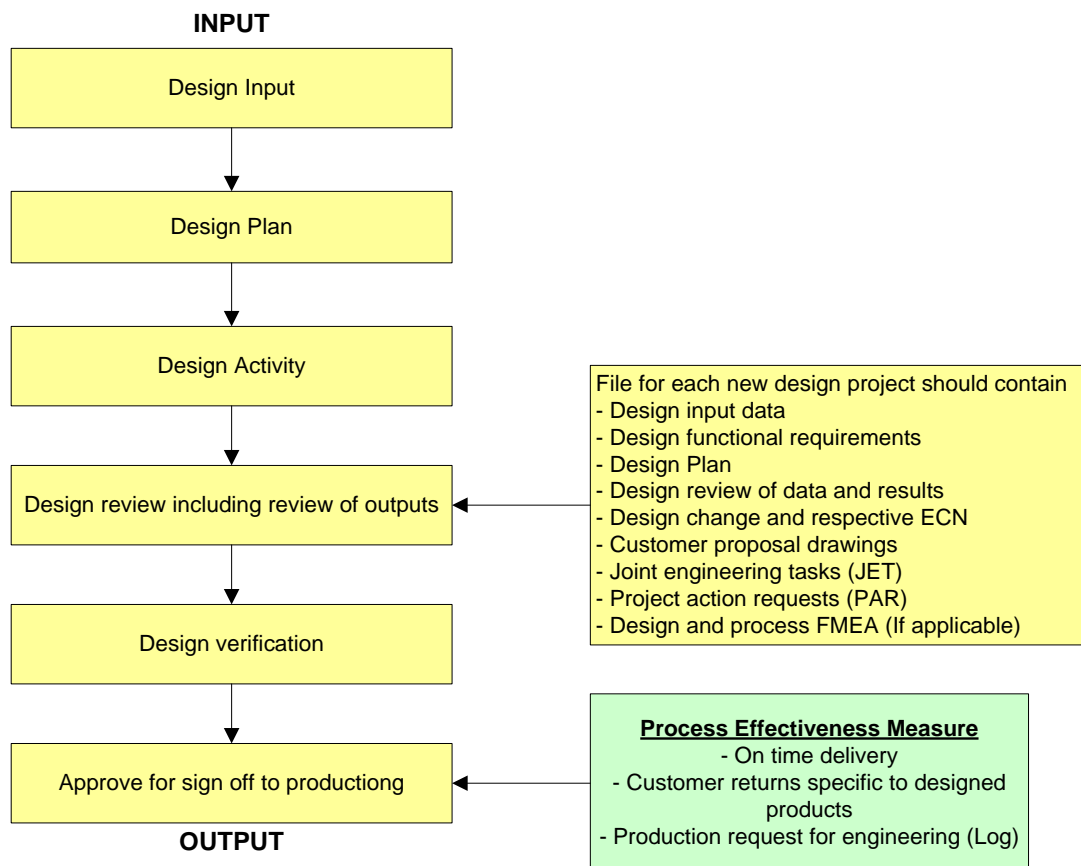 INPUT
Design Input
Design Plan
Design Activity
Design review including review of outputs
Design verification
Approve for sign off to productiong
OUTPUT
File for each new design project should contain
- Design input data
- Design functional requirements
- Design Plan
- Design review of data and results
- Design change and respective ECN
- Customer proposal drawings
- Joint engineering tasks (JET)
- Project action requests (PAR)
- Design and process FMEA (If applicable)
Process Effectiveness Measure
- On time delivery
- Customer returns specific to designed
products
- Production request for engineering (Log)